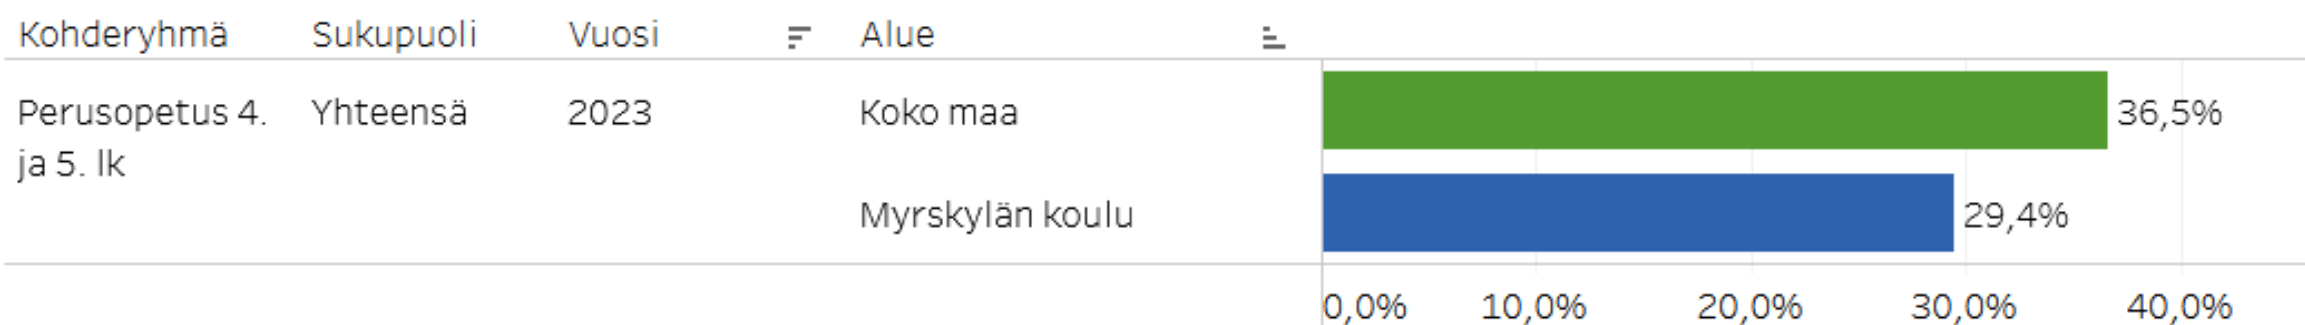 Kohderyhmä Sukupuoli Vuosi Alue
Perusopetus 4. Yhteensä 2023 Koko maa 36,5%
ja 5. lk
Myrskylän koulu 29,4%
0,0% 10,0% 20,0% 30,0% 40,0%